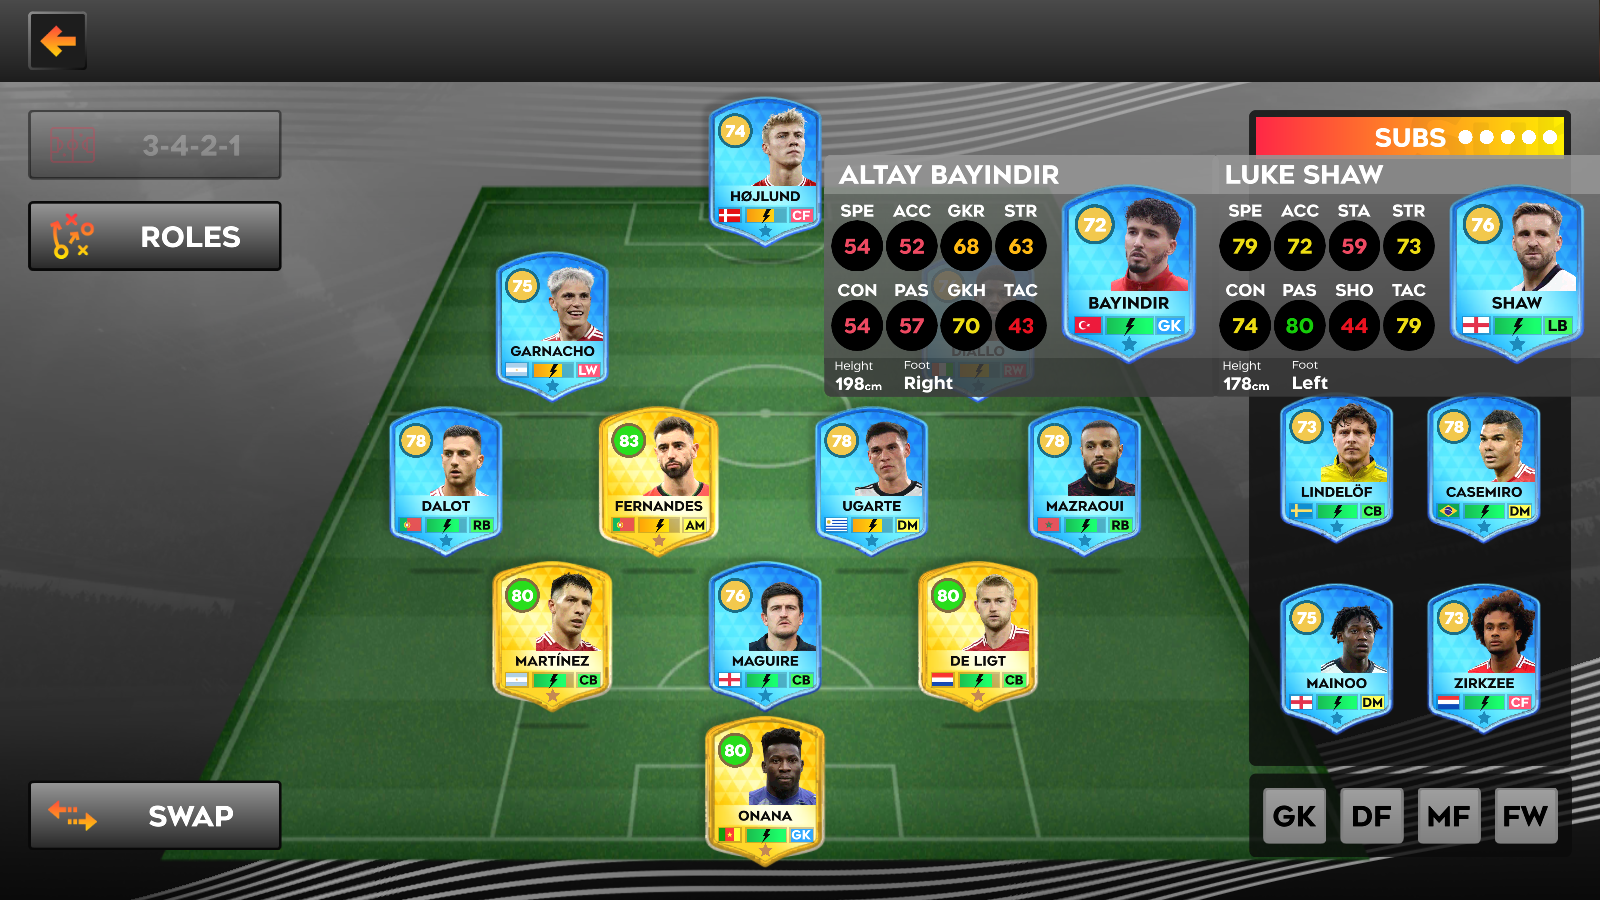 3-4-2-1
ROLES
SWAP
74
HØJLUND
CF
75
GARNACHO
LW
DIALLO
RW
78
DALOT
RB
83
FERNANDES
AM
78
UGARTE
DM
78
MAZRAOUI
RB
80
MARTÍNEZ
CB
76
MAGUIRE
CB
80
DE LIGT
CB
80
ONANA
GK
SUBS
ALTAY BAYINDIR
SPE ACC GKR STR
54 52 68 63
CON PAS GKH TAC
54 57 70 43
Height Foot
198cm Right
72
BAYINDIR
GK
LUKE SHAW
SPE ACC STA STR
79 72 59 73
CON PAS SHO TAC
74 80 44 79
Height Foot
178cm Left
76
SHAW
LB
73
LINDELÖF
CB
78
CASEMIRO
DM
75
MAINOO
DM
73
ZIRKZEE
CF
GK DF MF FW